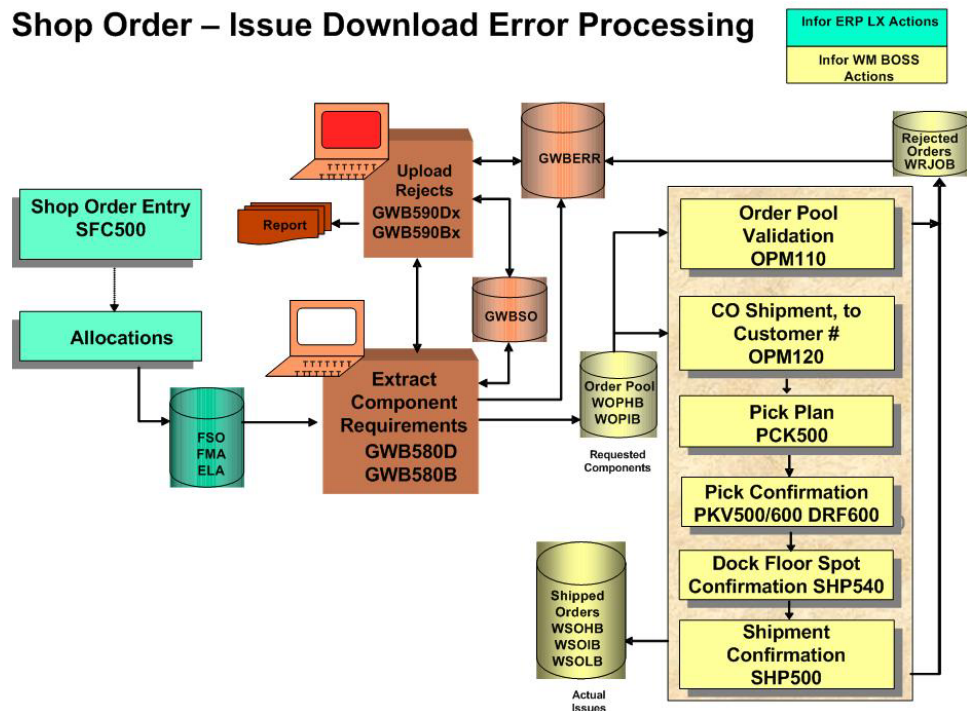 Shop Order – Issue Download Error Processing
Infor ERP LX Actions
Infor WM BOSS
Actions
Shop Order Entry
SFC500
Allocations
FSO
FMA
ELA
Upload
Rejects
GWB590Dx
GWB590Bx
Report
GWBERR
GWBSO
Extract
Component
Requirements
GWB580D
GWB580B
Order Pool
WOPHB
WOPIB
Requested
Components
Rejected
Orders
WRJOB
Order Pool
Validation
OPM110
CO Shipment, to
Customer #
OPM120
Pick Plan
PCK500
Pick Confirmation
PKV500/600 DRF600
Dock Floor Spot
Confirmation SHP540
Shipment
Confirmation
SHP500
Shipped
Orders
WSOHB
WSOIB
WSOLB
Actual
Issues